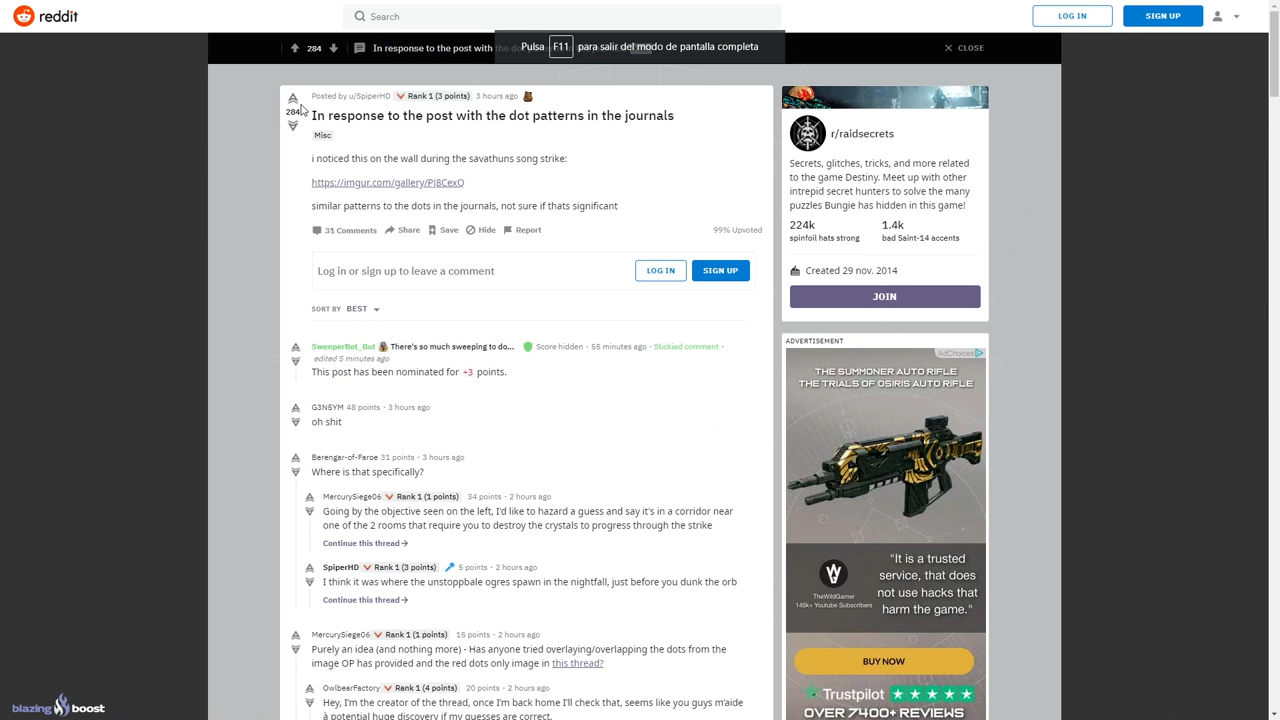 reddit
Search
LOG IN
SIGN UP
284
In response to the post with the dot
Pulsa F11 para salir del modo de pantalla completa
CLOSE
Posted by u/SpiperHD Rank 1 (3 points) 3 hours ago
284
In response to the post with the dot patterns in the journals
Misc
i noticed this on the wall during the savathuns song strike:
https://imgur.com/gallery/PJ8CexQ
similar patterns to the dots in the journals, not sure if thats significant
31 Comments Share Save Hide Report 99% Upvoted
Log in or sign up to leave a comment LOG IN SIGN UP
SORT BY BEST
SweeperBot_Bot There's so much sweeping to do... Score hidden · 55 minutes ago · Stickied comment ·
edited 5 minutes ago
This post has been nominated for +3 points.
G3N5YM 48 points · 3 hours ago
oh shit
Berengar-of-Faroe 31 points · 3 hours ago
Where is that specifically?
MercurySiege06 Rank 1 (1 points) 34 points · 2 hours ago
Going by the objective seen on the left, I'd like to hazard a guess and say it's in a corridor near
one of the 2 rooms that require you to destroy the crystals to progress through the strike
Continue this thread
SpiperHD Rank 1 (3 points) 5 points · 2 hours ago
I think it was where the unstoppbale ogres spawn in the nightfall, just before you dunk the orb
Continue this thread
MercurySiege06 Rank 1 (1 points) 15 points · 2 hours ago
Purely an idea (and nothing more) - Has anyone tried overlaying/overlapping the dots from the
image OP has provided and the red dots only image in this thread?
OwlbearFactory Rank 1 (4 points) 20 points · 2 hours ago
Hey, I'm the creator of the thread, once I'm back home I'll check that, seems like you guys m'aide
à potential huge discovery if my guesses are correct.
r/raidsecrets
Secrets, glitches, tricks, and more related
to the game Destiny. Meet up with other
intrepid secret hunters to solve the many
puzzles Bungie has hidden in this game!
224k 1.4k
spinfoil hats strong bad Saint-14 accents
Created 29 nov. 2014
JOIN
ADVERTISEMENT
AdChoices
THE SUMMONER AUTO RIFLE
THE TRIALS OF OSIRIS AUTO RIFLE
TheWildGamer
140k+ Youtube Subscribers
"It is a trusted
service, that does
not use hacks that
harm the game."
BUY NOW
Trustpilot
OVER 7400+ REVIEWS
blazing boost